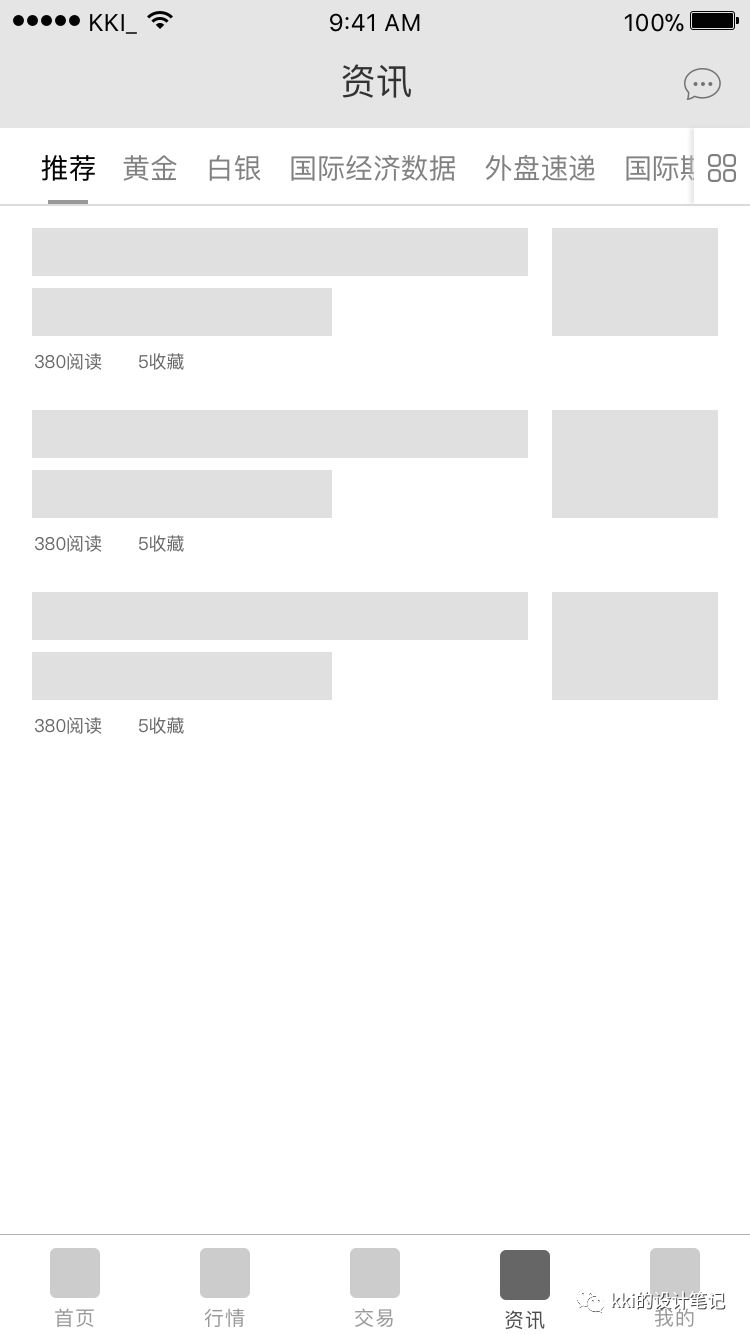 KKI_ 9:41 AM 100%
资讯
推荐 黄金 白银 国际经济数据 外盘速递 国际期
380阅读 5收藏
380阅读 5收藏
380阅读 5收藏
首页 行情 交易 资讯 我的
kki的设计笔记